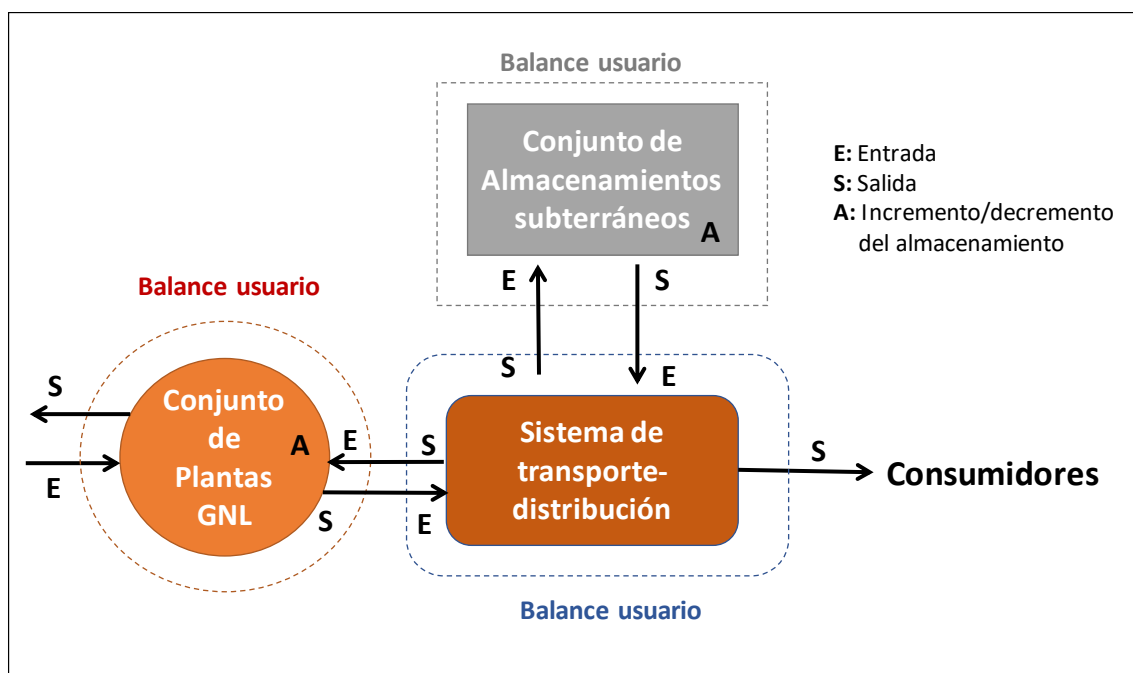 Balance usuario
Conjunto de
Almacenamientos
subterráneos
A
E: Entrada
S: Salida
A: Incremento/decremento
del almacenamiento
E
S
S
E
Balance usuario
S
E
Conjunto
de
Plantas
GNL
A
E
S
S
E
Sistema de
transporte-
distribución
S
Consumidores
Balance usuario